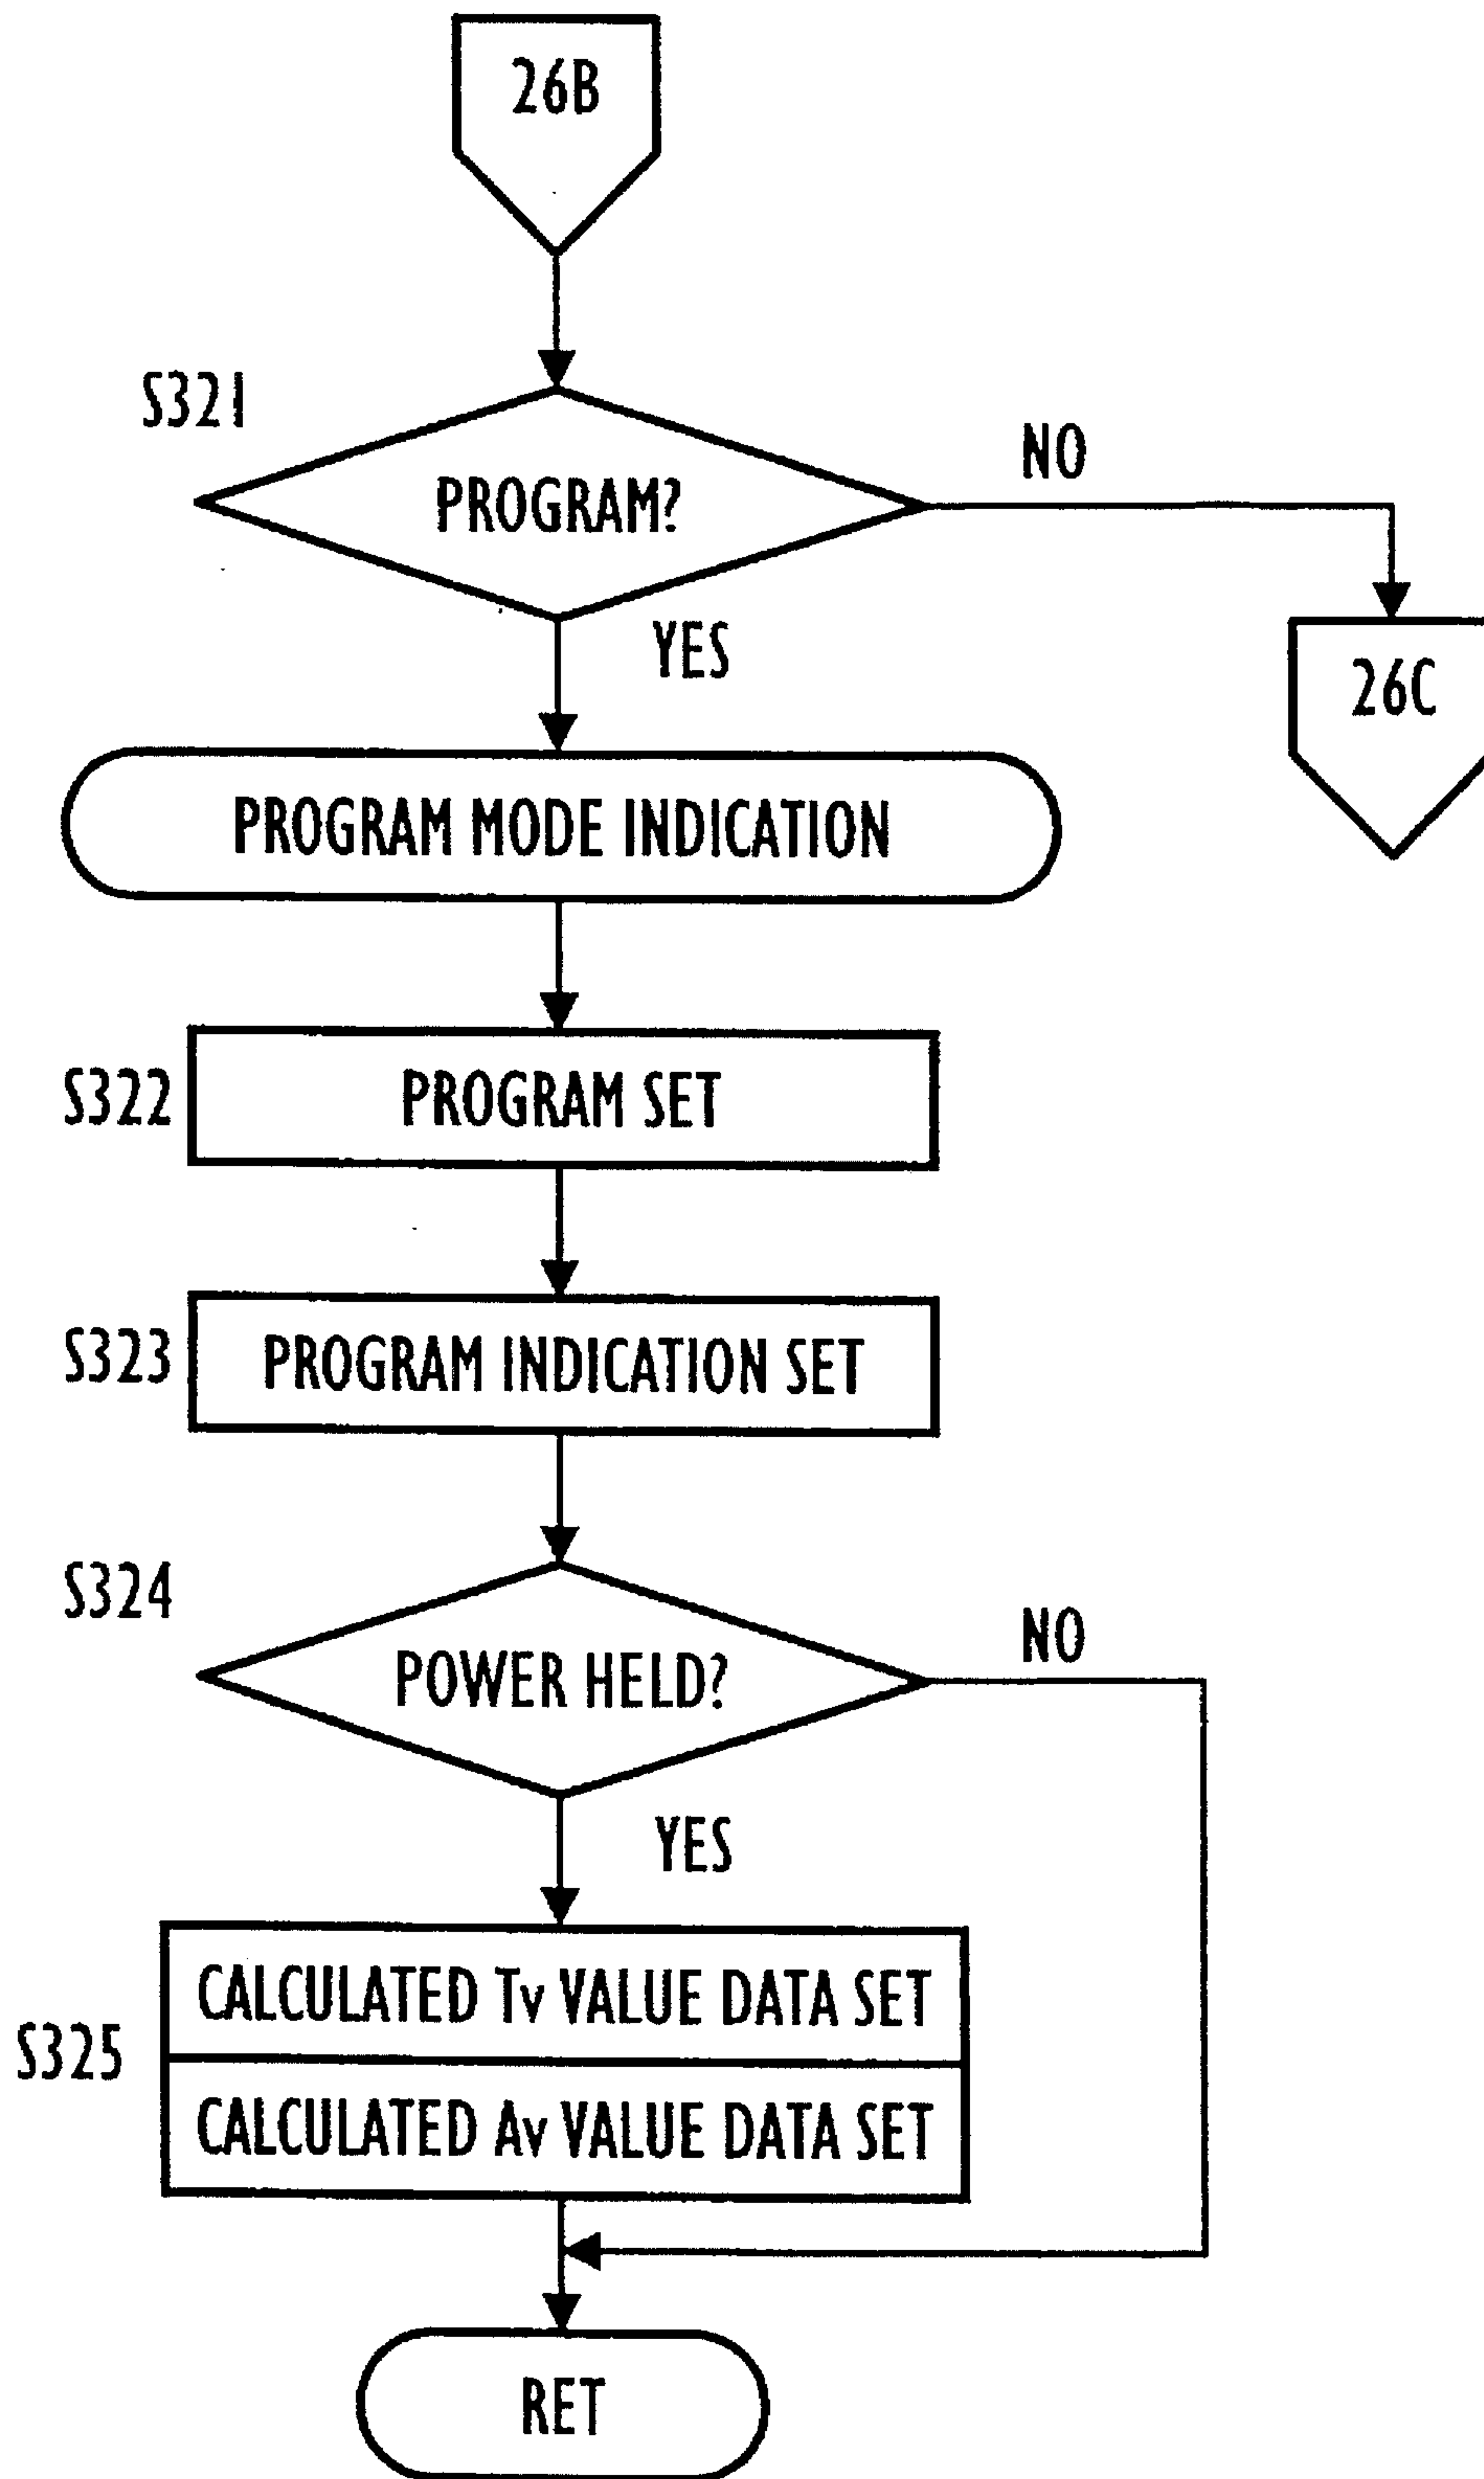 26B
S321
PROGRAM?
NO
YES
26C
PROGRAM MODE INDICATION
S322
PROGRAM SET
S323
PROGRAM INDICATION SET
S324
POWER HELD?
NO
YES
S325
CALCULATED Tv VALUE DATA SET
CALCULATED Av VALUE DATA SET
RET